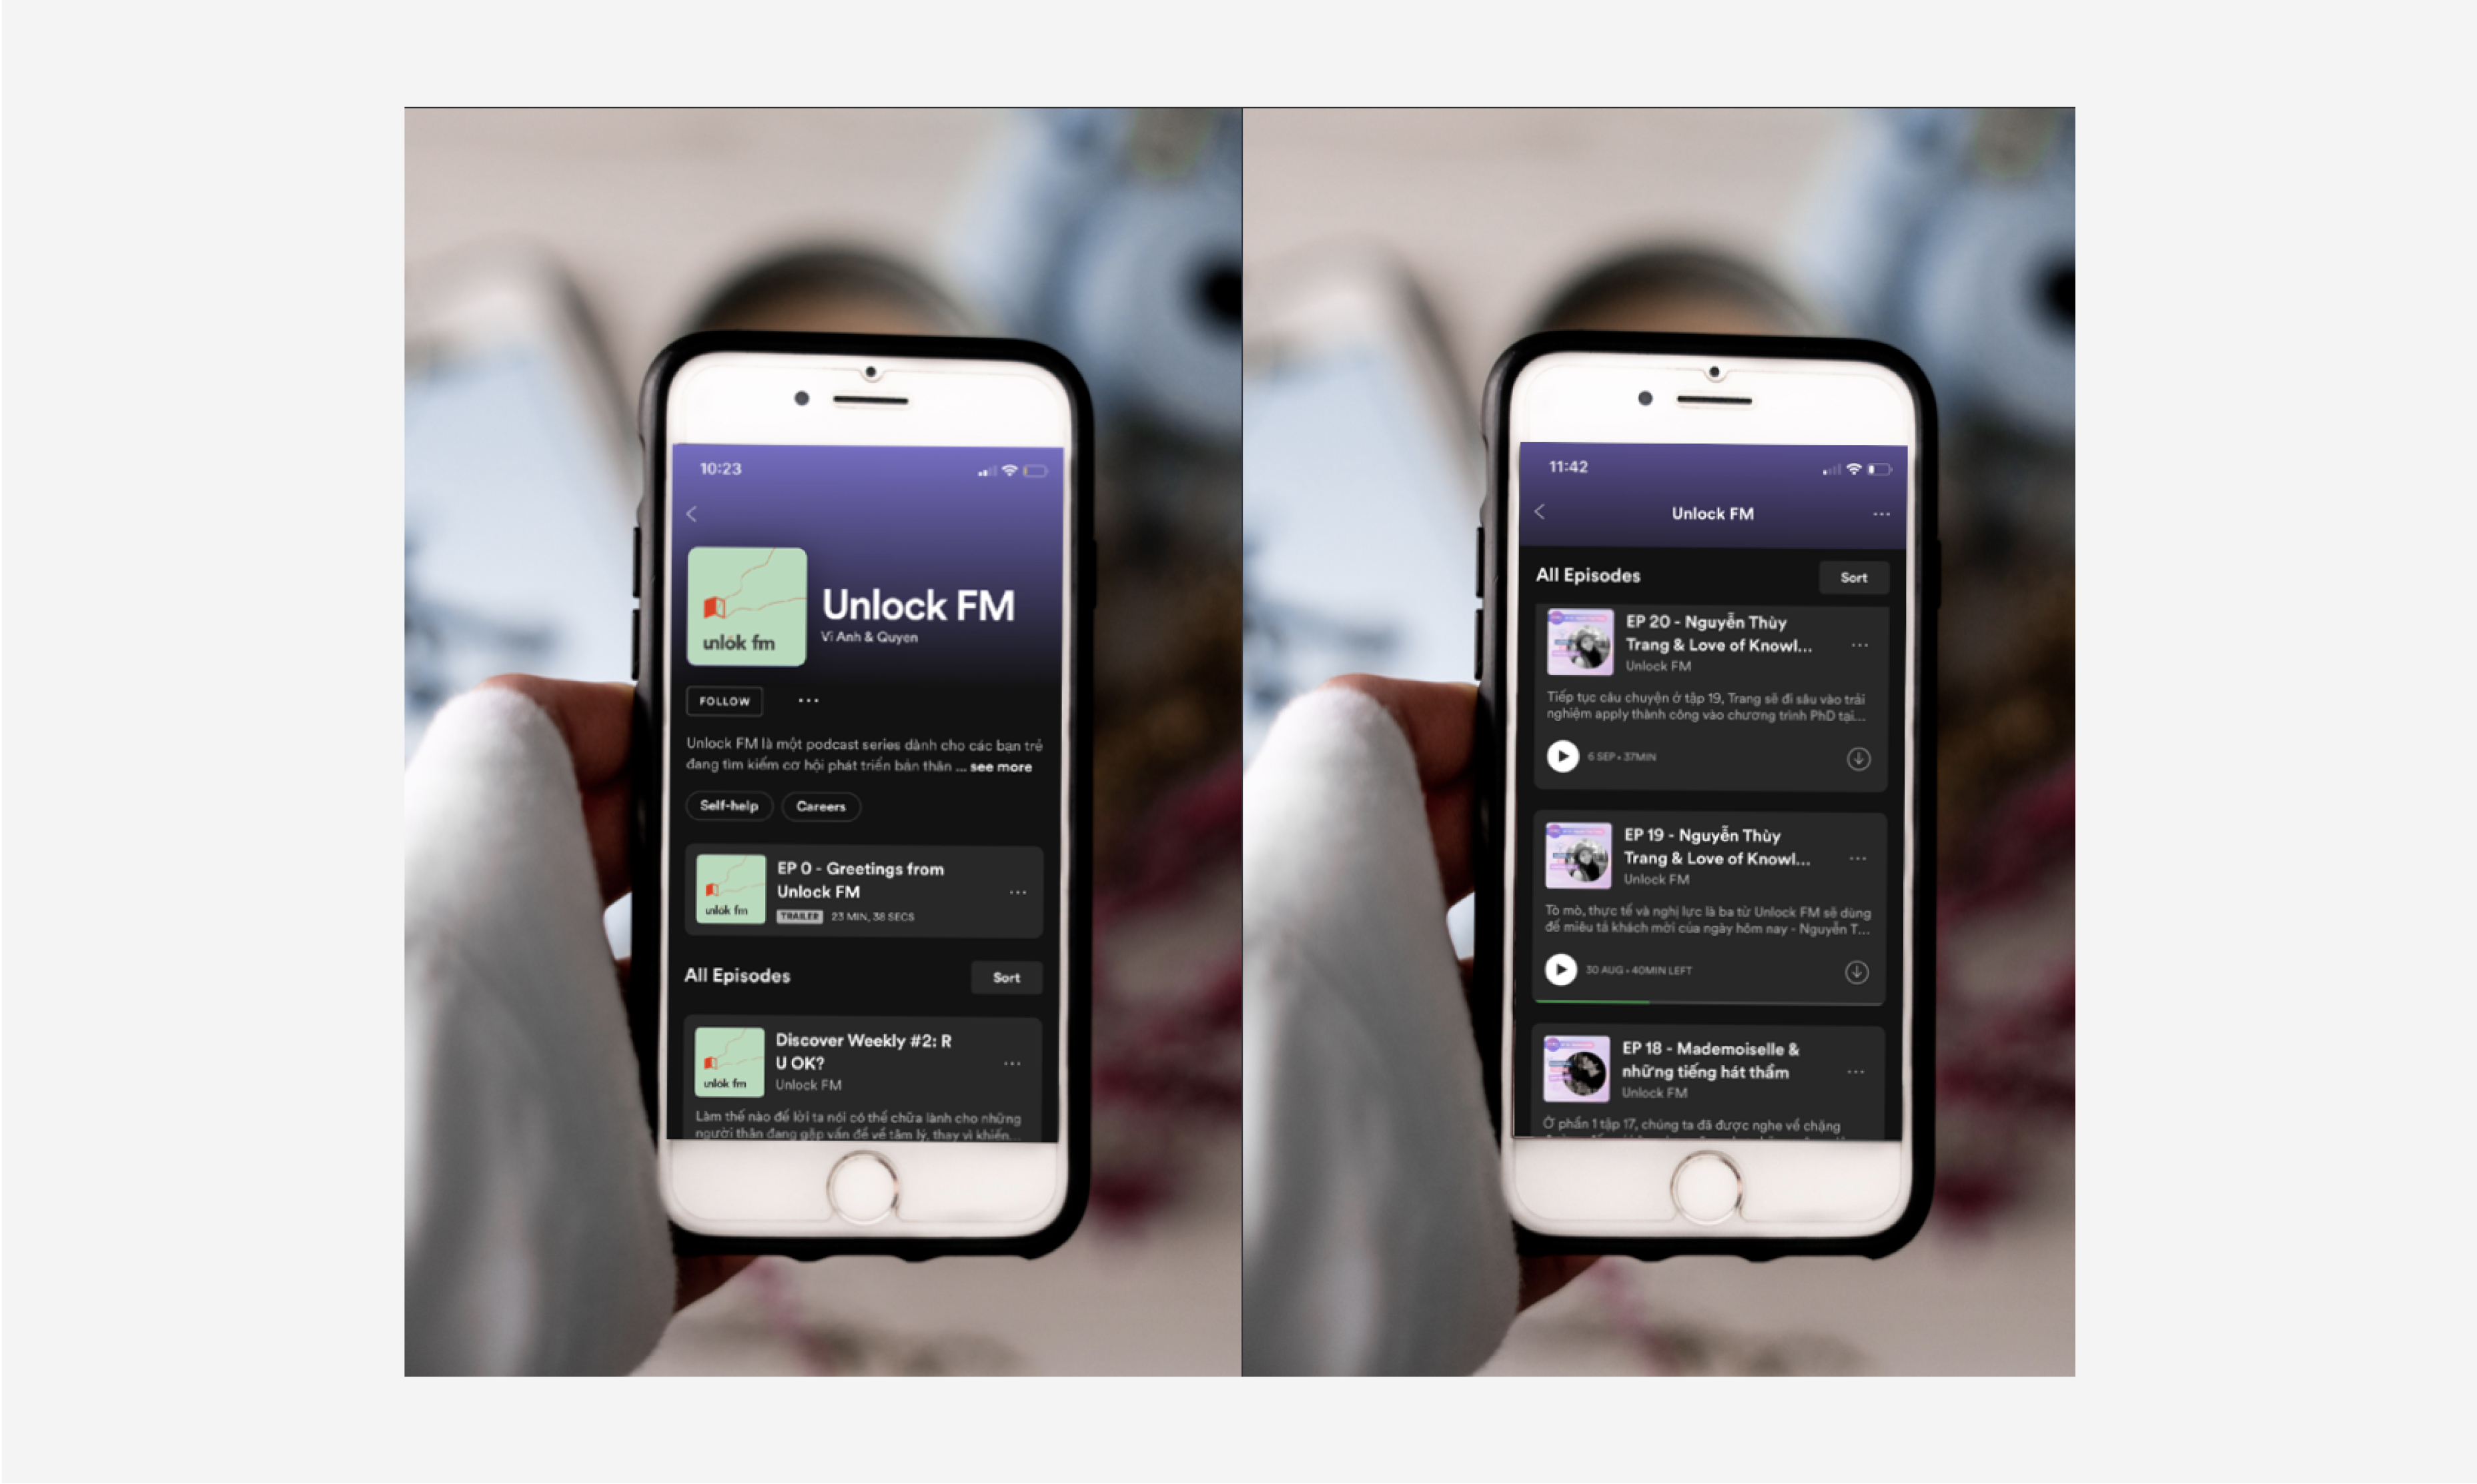 10:23
unlók fm
Unlock FM
Vi Anh & Quyen
FOLLOW
Unlock FM là một podcast series dành cho các bạn trẻ
đang tìm kiếm cơ hội phát triển bản thân ... see more
Self-help
Careers
unlók fm
EP 0 - Greetings from
Unlock FM
TRAILER 23 MIN, 38 SECS
All Episodes
Sort
unlók fm
Discover Weekly #2: R
U OK?
Unlock FM
Làm thế nào để lời ta nói có thể chữa lành cho những
người thân đang gặp vấn đề về tâm lý, thay vì khiến...
11:42
Unlock FM
All Episodes
Sort
EP 20 - Nguyễn Thùy
Trang & Love of Knowl...
Unlock FM
Tiếp tục câu chuyện ở tập 19, Trang sẽ đi sâu vào trải
nghiệm apply thành công vào chương trình PhD tại...
6 SEP • 37MIN
EP 19 - Nguyễn Thùy
Trang & Love of Knowl...
Unlock FM
Tò mò, thực tế và nghị lực là ba từ Unlock FM sẽ dùng
để miêu tả khách mời của ngày hôm nay - Nguyễn T...
30 AUG • 40MIN LEFT
EP 18 - Mademoiselle &
những tiếng hát thầm
Unlock FM
Ở phần 1 tập 17, chúng ta đã được nghe về chặng